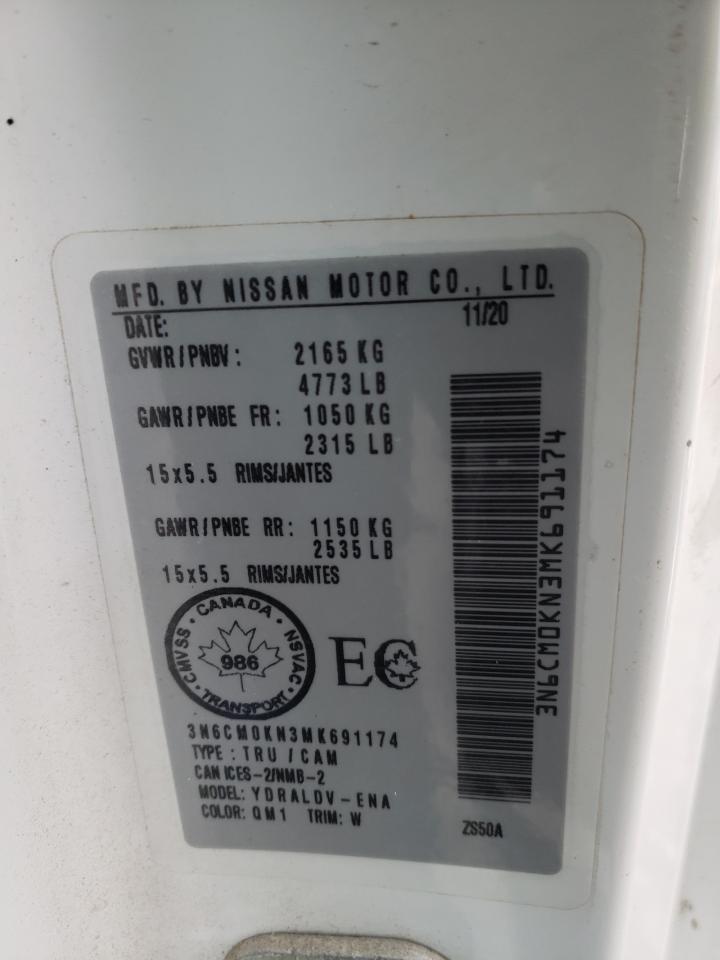 MFD. BY NISSAN MOTOR CO., LTD.
DATE: 11/20
GVWR/PNBV: 2165 KG
4773 LB
GAWR/PNBE FR: 1050 KG
2315 LB
15x5.5 RIMS/JANTES
GAWR/PNBE RR: 1150 KG
2535 LB
15x5.5 RIMS/JANTES
CANADA
CMVSS 986 NSVAC
TRANSPORT
EC
3N6CM0KN3MK691174
TYPE: TRU/CAM
CAN ICES-2/NMB-2
MODEL: YDRALDV-ENA
COLOR: QM1 TRIM: W
ZS50A
3N6CM0KN3MK691174